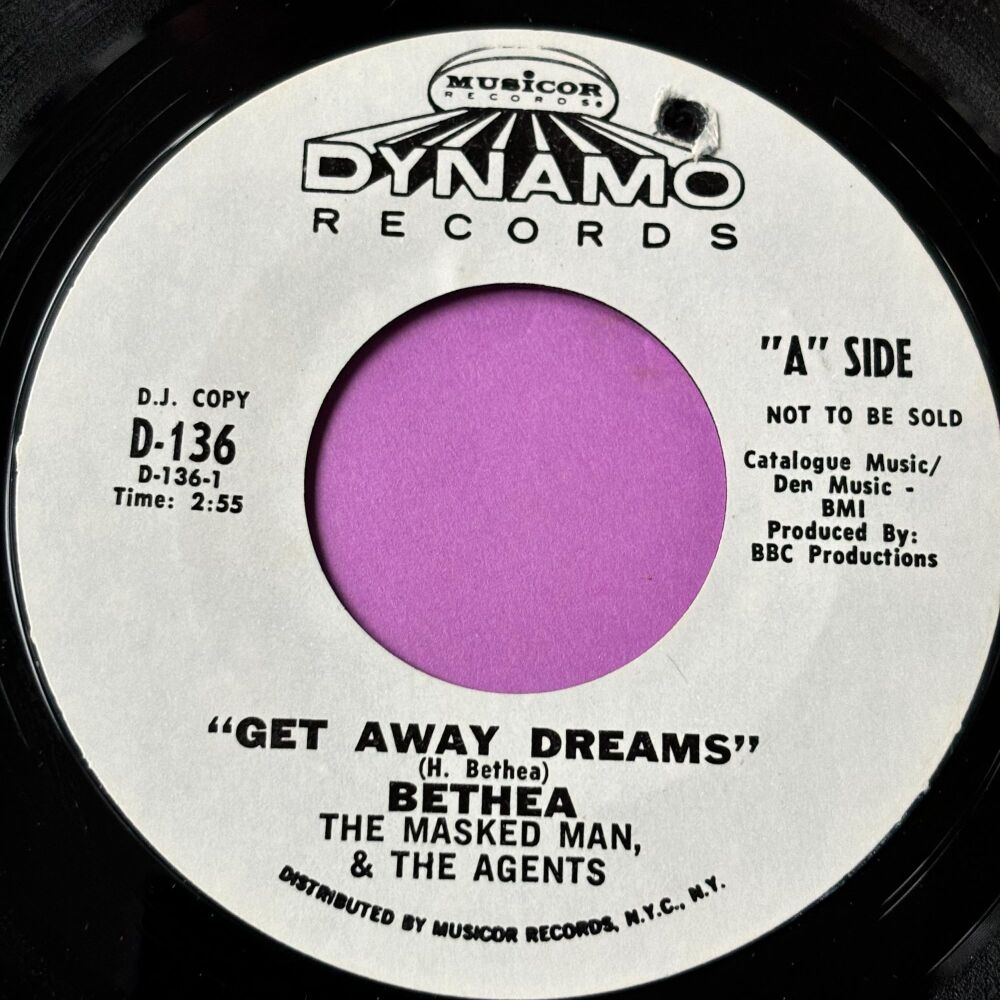 MUSICOR
RECORDS®
DYNAMO
RECORDS
"A" SIDE
NOT TO BE SOLD
D.J. COPY
D-136
D-136-1
Time: 2:55
Catalogue Music/
Den Music -
BMI
Produced By:
BBC Productions
"GET AWAY DREAMS"
(H. Bethea)
BETHEA
THE MASKED MAN,
& THE AGENTS
DISTRIBUTED BY MUSICOR RECORDS, N.Y.C., N.Y.